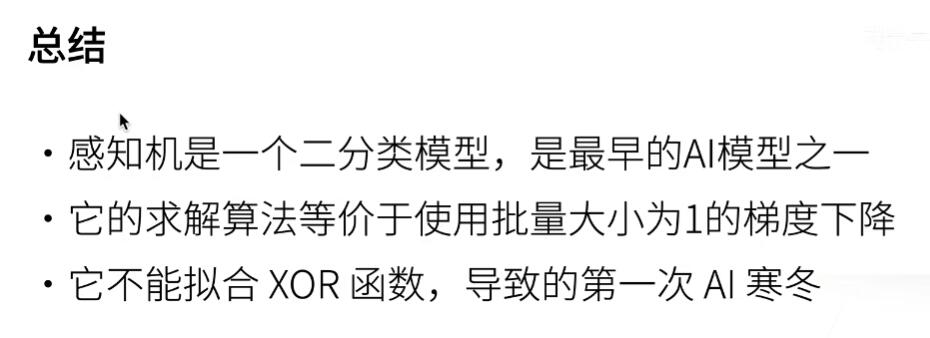 总结
• 感知机是一个二分类模型，是最早的AI模型之一
• 它的求解算法等价于使用批量大小为1的梯度下降
• 它不能拟合 XOR 函数，导致的第一次 AI 寒冬